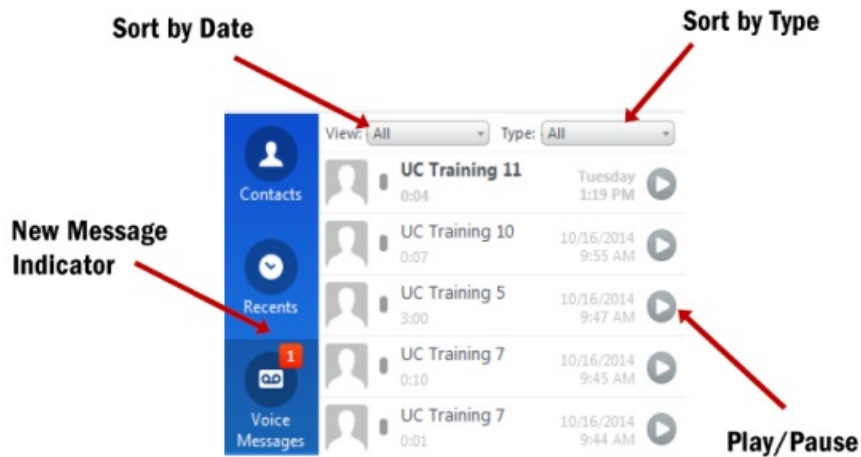 Sort by Date
Sort by Type
View: All Type: All
Contacts
UC Training 11
0:04
Tuesday
1:19 PM
New Message
Indicator
Recents
UC Training 10
0:07
10/16/2014
9:55 AM
UC Training 5
3:00
10/16/2014
9:47 AM
1
Voice
Messages
UC Training 7
0:10
10/16/2014
9:45 AM
UC Training 7
0:01
10/16/2014
9:44 AM
Play/Pause